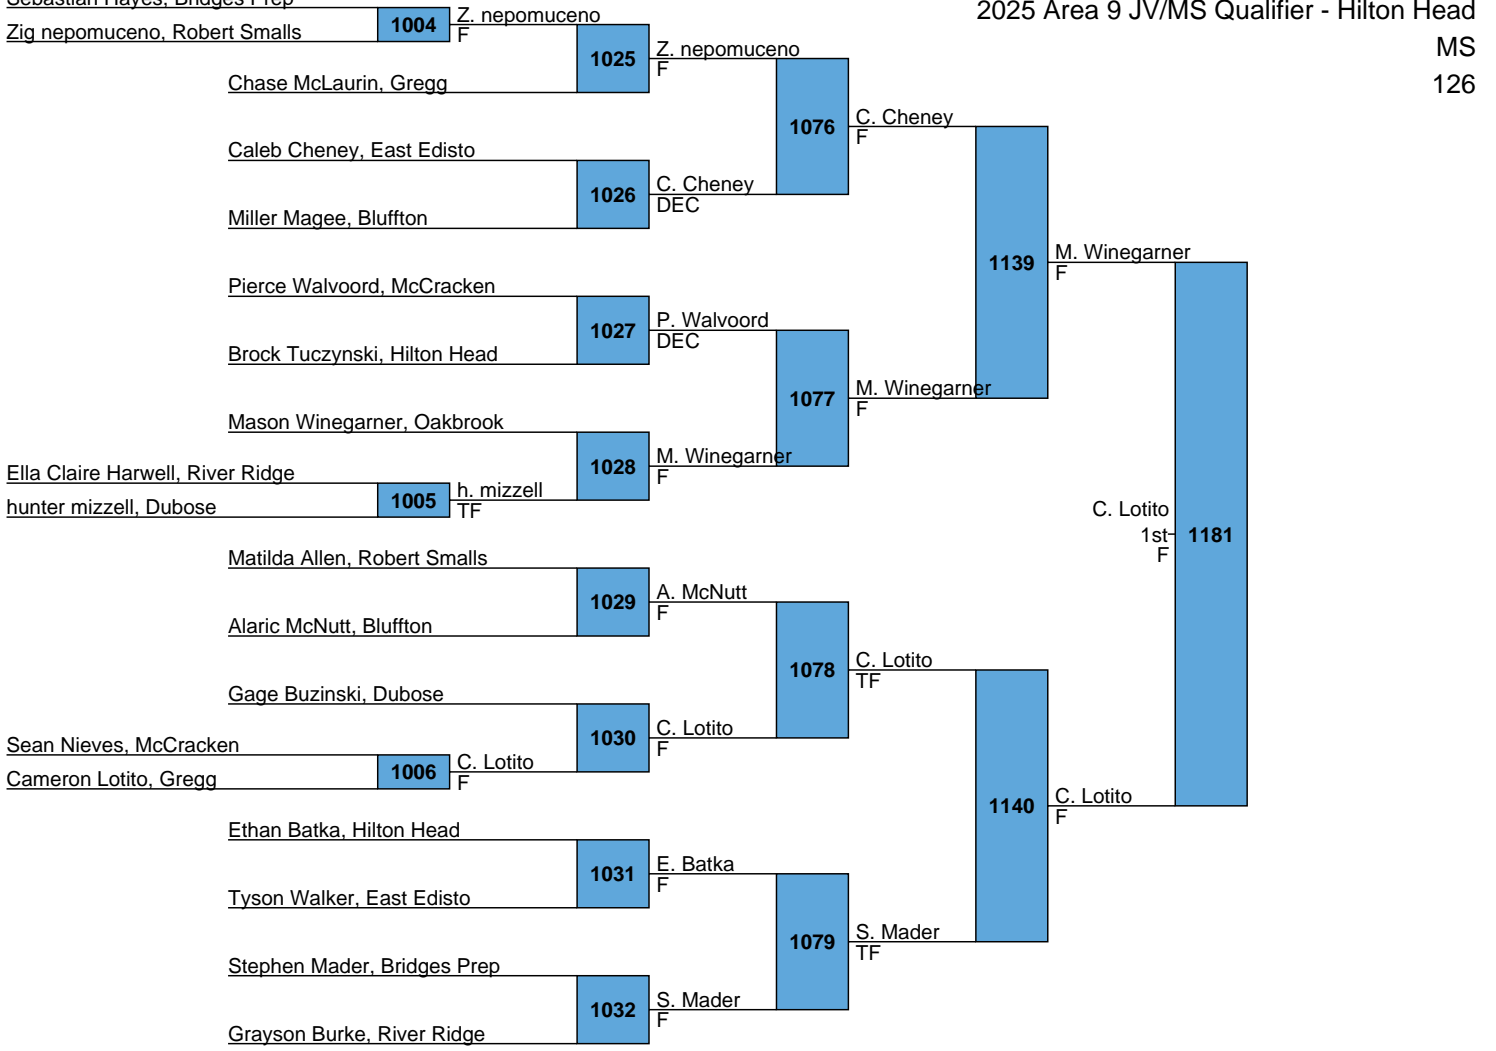 Sebastian Hayes, Bridges Prep
2025 Area 9 JV/MS Qualifier - Hilton Head
MS
126
Zig nepomuceno, Robert Smalls
1004
Z. nepomuceno
F
Chase McLaurin, Gregg
1025
Z. nepomuceno
F
Caleb Cheney, East Edisto
Miller Magee, Bluffton
1026
C. Cheney
DEC
1076
C. Cheney
F
Pierce Walvoord, McCracken
Brock Tuczynski, Hilton Head
1027
P. Walvoord
DEC
Mason Winegarner, Oakbrook
Ella Claire Harwell, River Ridge
hunter mizzell, Dubose
1005
h. mizzell
TF
1028
M. Winegarner
F
1077
M. Winegarner
F
1139
M. Winegarner
F
Matilda Allen, Robert Smalls
Alaric McNutt, Bluffton
1029
A. McNutt
F
Gage Buzinski, Dubose
Sean Nieves, McCracken
Cameron Lotito, Gregg
1006
C. Lotito
F
1030
C. Lotito
F
1078
C. Lotito
TF
Ethan Batka, Hilton Head
Tyson Walker, East Edisto
1031
E. Batka
F
Stephen Mader, Bridges Prep
Grayson Burke, River Ridge
1032
S. Mader
F
1079
S. Mader
TF
1140
C. Lotito
F
C. Lotito
1st
F
1181